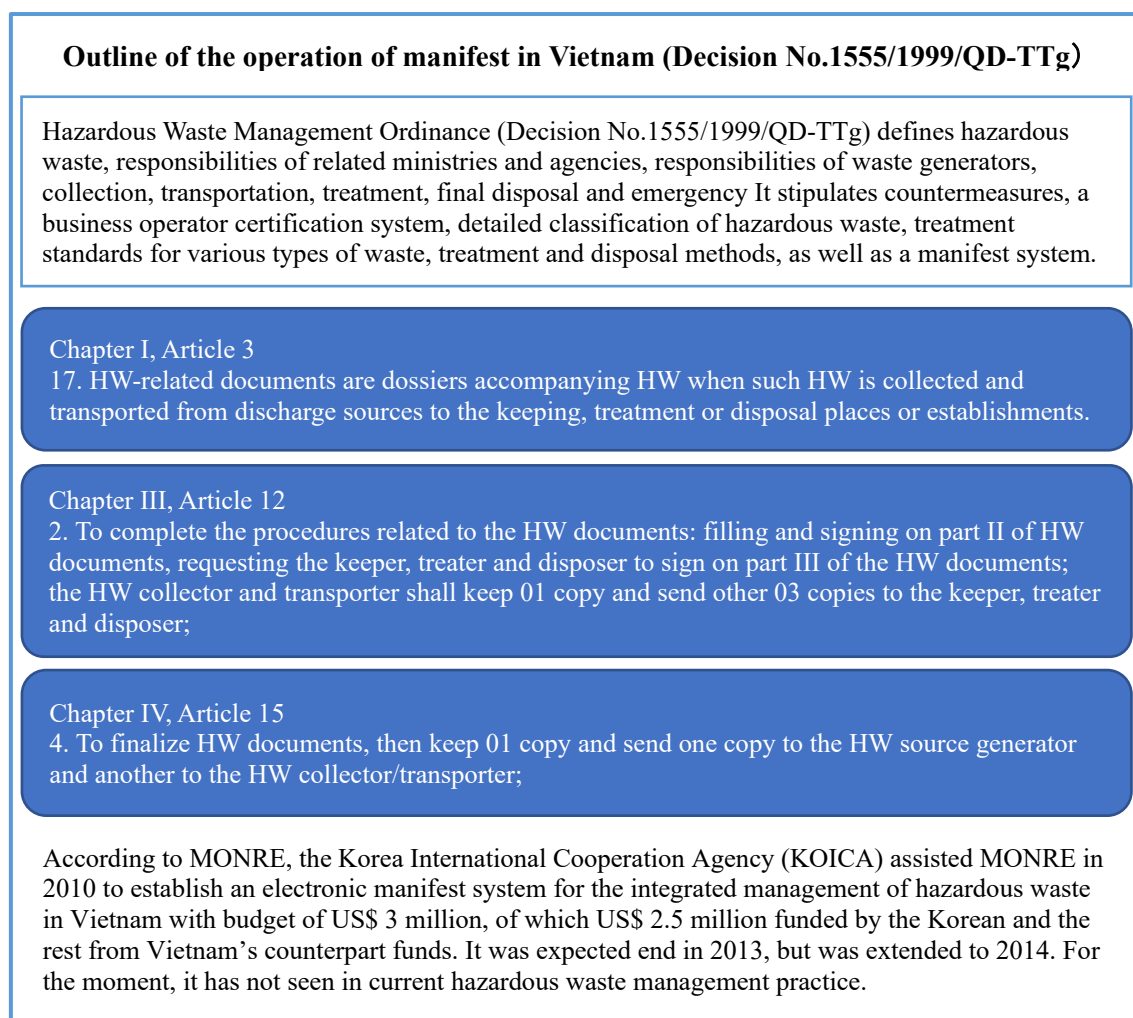 Outline of the operation of manifest in Vietnam (Decision No.1555/1999/QD-TTg）
Hazardous Waste Management Ordinance (Decision No.1555/1999/QD-TTg) defines hazardous
waste, responsibilities of related ministries and agencies, responsibilities of waste generators,
collection, transportation, treatment, final disposal and emergency It stipulates countermeasures, a
business operator certification system, detailed classification of hazardous waste, treatment
standards for various types of waste, treatment and disposal methods, as well as a manifest system.
Chapter I, Article 3
17. HW-related documents are dossiers accompanying HW when such HW is collected and
transported from discharge sources to the keeping, treatment or disposal places or establishments.
Chapter III, Article 12
2. To complete the procedures related to the HW documents: filling and signing on part II of HW
documents, requesting the keeper, treater and disposer to sign on part III of the HW documents;
the HW collector and transporter shall keep 01 copy and send other 03 copies to the keeper, treater
and disposer;
Chapter IV, Article 15
4. To finalize HW documents, then keep 01 copy and send one copy to the HW source generator
and another to the HW collector/transporter;
According to MONRE, the Korea International Cooperation Agency (KOICA) assisted MONRE in
2010 to establish an electronic manifest system for the integrated management of hazardous waste
in Vietnam with budget of US$ 3 million, of which US$ 2.5 million funded by the Korean and the
rest from Vietnam's counterpart funds. It was expected end in 2013, but was extended to 2014. For
the moment, it has not seen in current hazardous waste management practice.